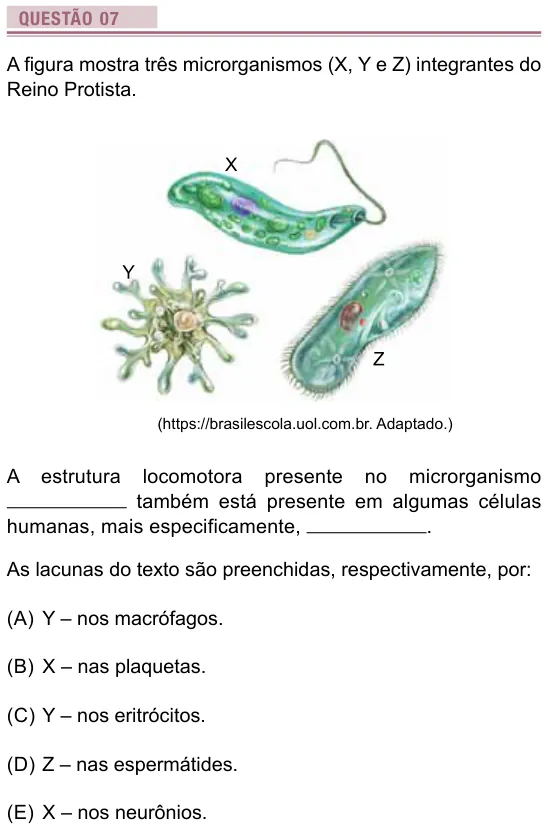 QUESTÃO 07
A figura mostra três microrganismos (X, Y e Z) integrantes do
Reino Protista.
X
Y
Z
(https://brasilescola.uol.com.br. Adaptado.)
A estrutura locomotora presente no microrganismo
___________ também está presente em algumas células
humanas, mais especificamente, ___________.
As lacunas do texto são preenchidas, respectivamente, por:
(A) Y – nos macrófagos.
(B) X – nas plaquetas.
(C) Y – nos eritrócitos.
(D) Z – nas espermátides.
(E) X – nos neurônios.